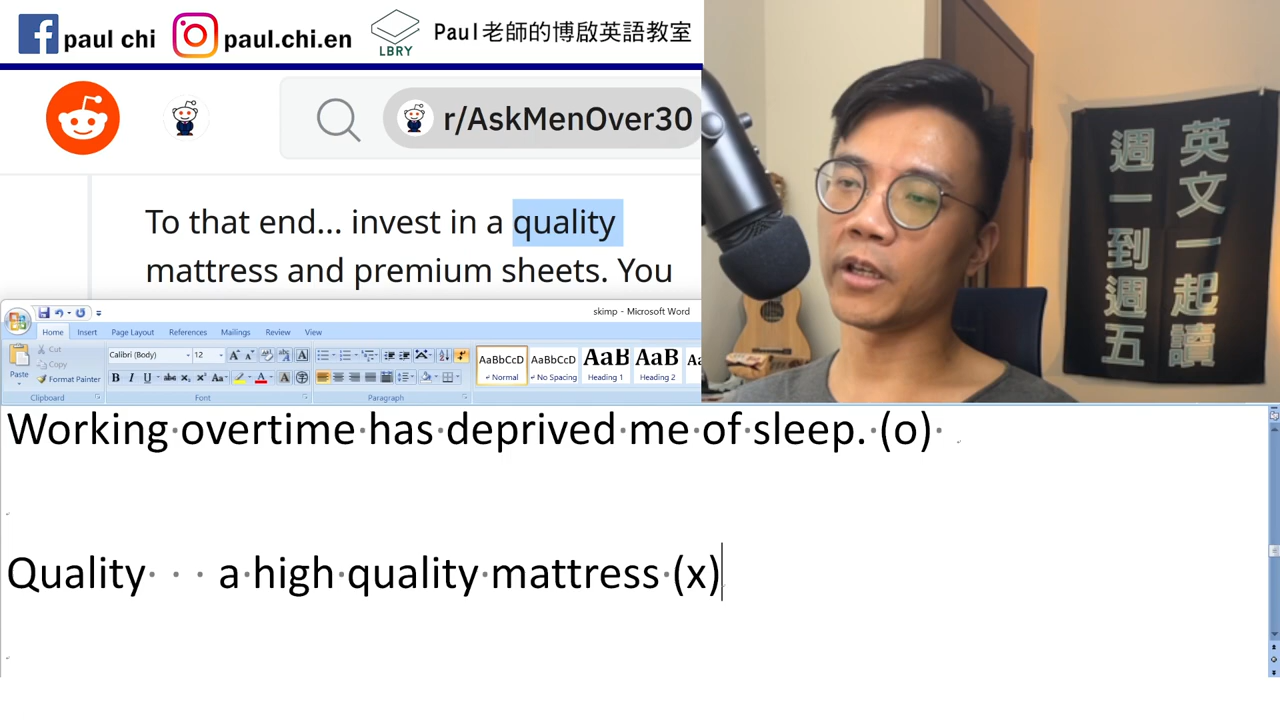 paul chi
paul.chi.en
LBRY
Paul老師的博啟英語教室
r/AskMenOver30
To that end... invest in a quality
mattress and premium sheets. You
skimp - Microsoft Word
Home Insert Page Layout References Mailings Review View
Cut
Copy
Format Painter
Paste
Calibri (Body) 12
AaBbCcD AaBbCcD AaB AaB Aa
Normal No Spacing Heading 1 Heading 2
Clipboard Font Paragraph
Working overtime has deprived me of sleep. (o)
Quality a high quality mattress (x)
英文一起讀
週一到週五